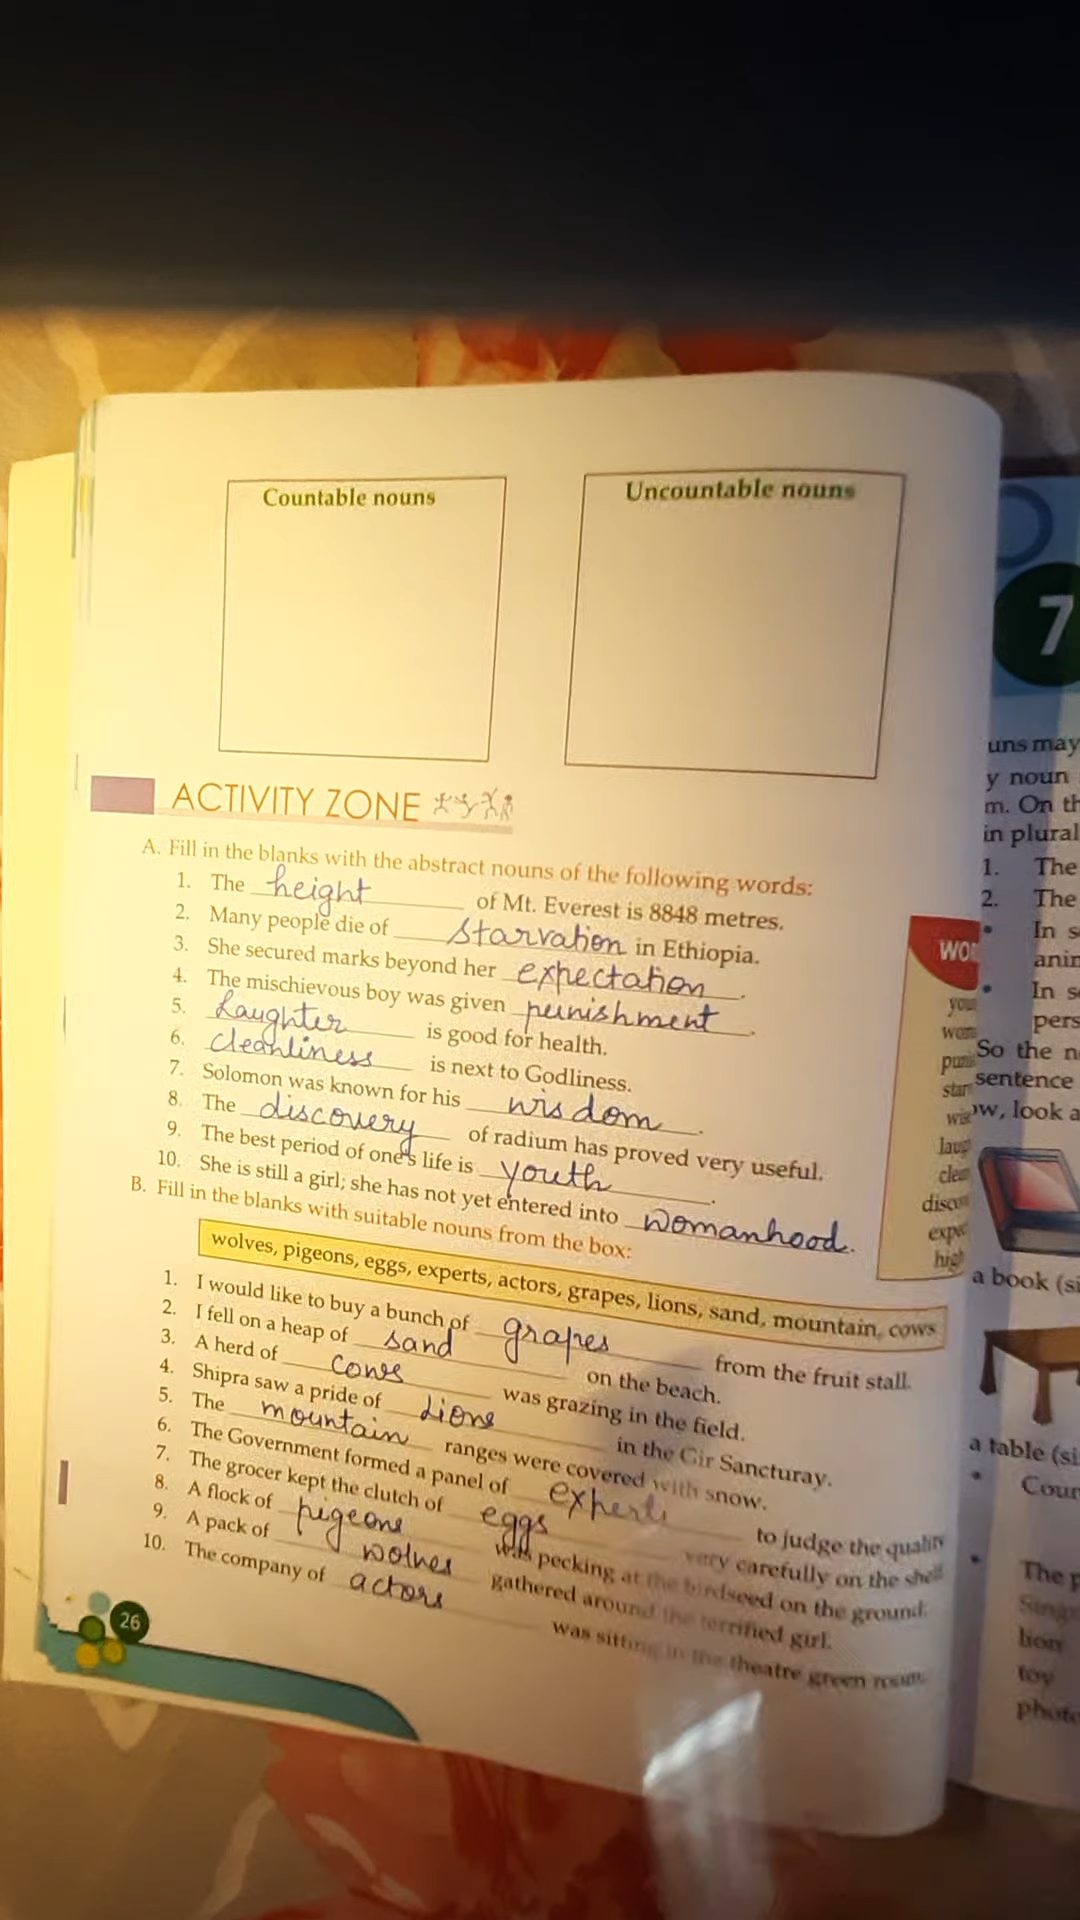 Countable nouns
Uncountable nouns
ACTIVITY ZONE
A. Fill in the blanks with the abstract nouns of the following words:
1. The height of Mt. Everest is 8848 metres.
2. Many people die of starvation in Ethiopia.
3. She secured marks beyond her expectation.
4. The mischievous boy was given punishment.
5. Laughter is good for health.
6. cleanliness is next to Godliness.
7. Solomon was known for his wisdom.
8. The discovery of radium has proved very useful.
9. The best period of one's life is youth.
10. She is still a girl; she has not yet entered into womanhood.
B. Fill in the blanks with suitable nouns from the box:
wolves, pigeons, eggs, experts, actors, grapes, lions, sand, mountain, cows
1. I would like to buy a bunch of grapes from the fruit stall.
2. I fell on a heap of sand on the beach.
3. A herd of cows was grazing in the field.
4. Shipra saw a pride of Lions in the Gir Sancturay.
5. The mountain ranges were covered with snow.
6. The Government formed a panel of experts to judge the quality
7. The grocer kept the clutch of eggs very carefully on the shelf
8. A flock of pigeons was pecking at the birdseed on the ground.
9. A pack of wolves gathered around the terrified girl.
10. The company of actors was sitting in the theatre green room.
26
7
uns may
y noun
m. On th
in plural
1. The
2. The
In s
anim
In s
pers
So the n
sentence
ow, look a
a book (si
a table (si
Coun
The p
hon
toy
photo